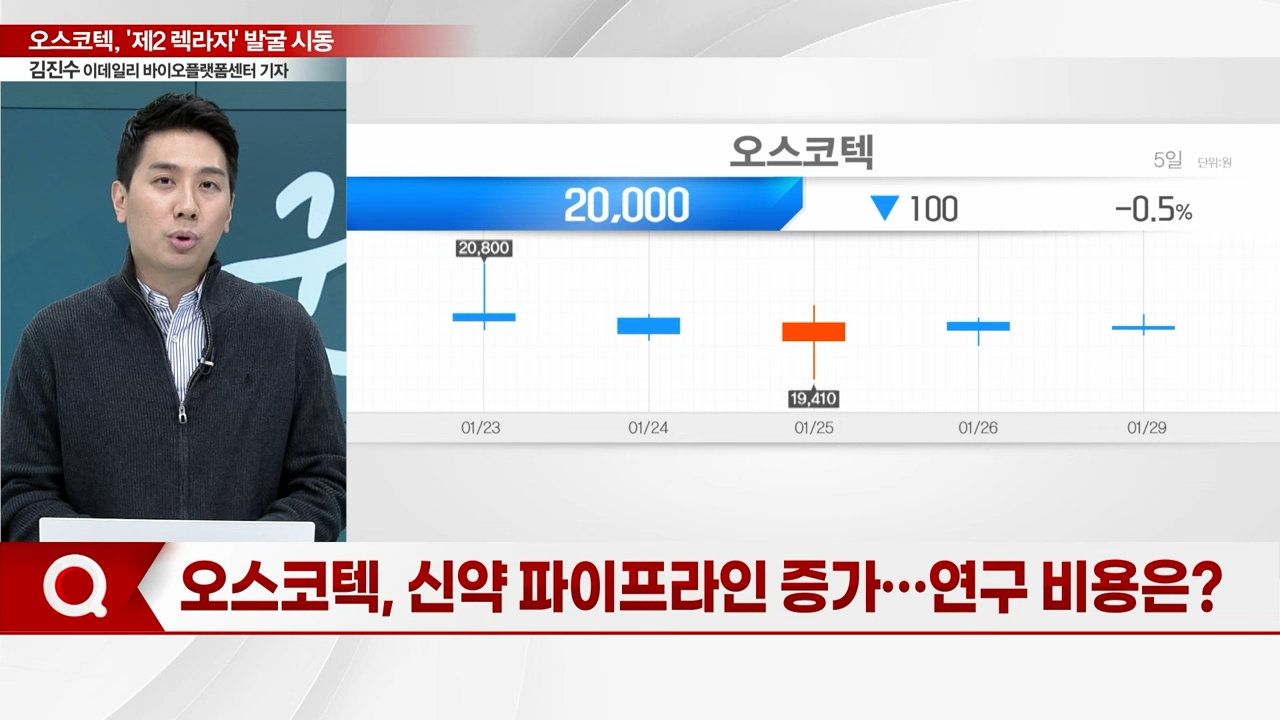 오스코텍, '제2 렉라자' 발굴 시동
김진수 이데일리 바이오플랫폼센터 기자
오스코텍
5일 단위:원
20,000 ▼ 100 -0.5%
20,800
19,410
01/23 01/24 01/25 01/26 01/29
Q 오스코텍, 신약 파이프라인 증가…연구 비용은?